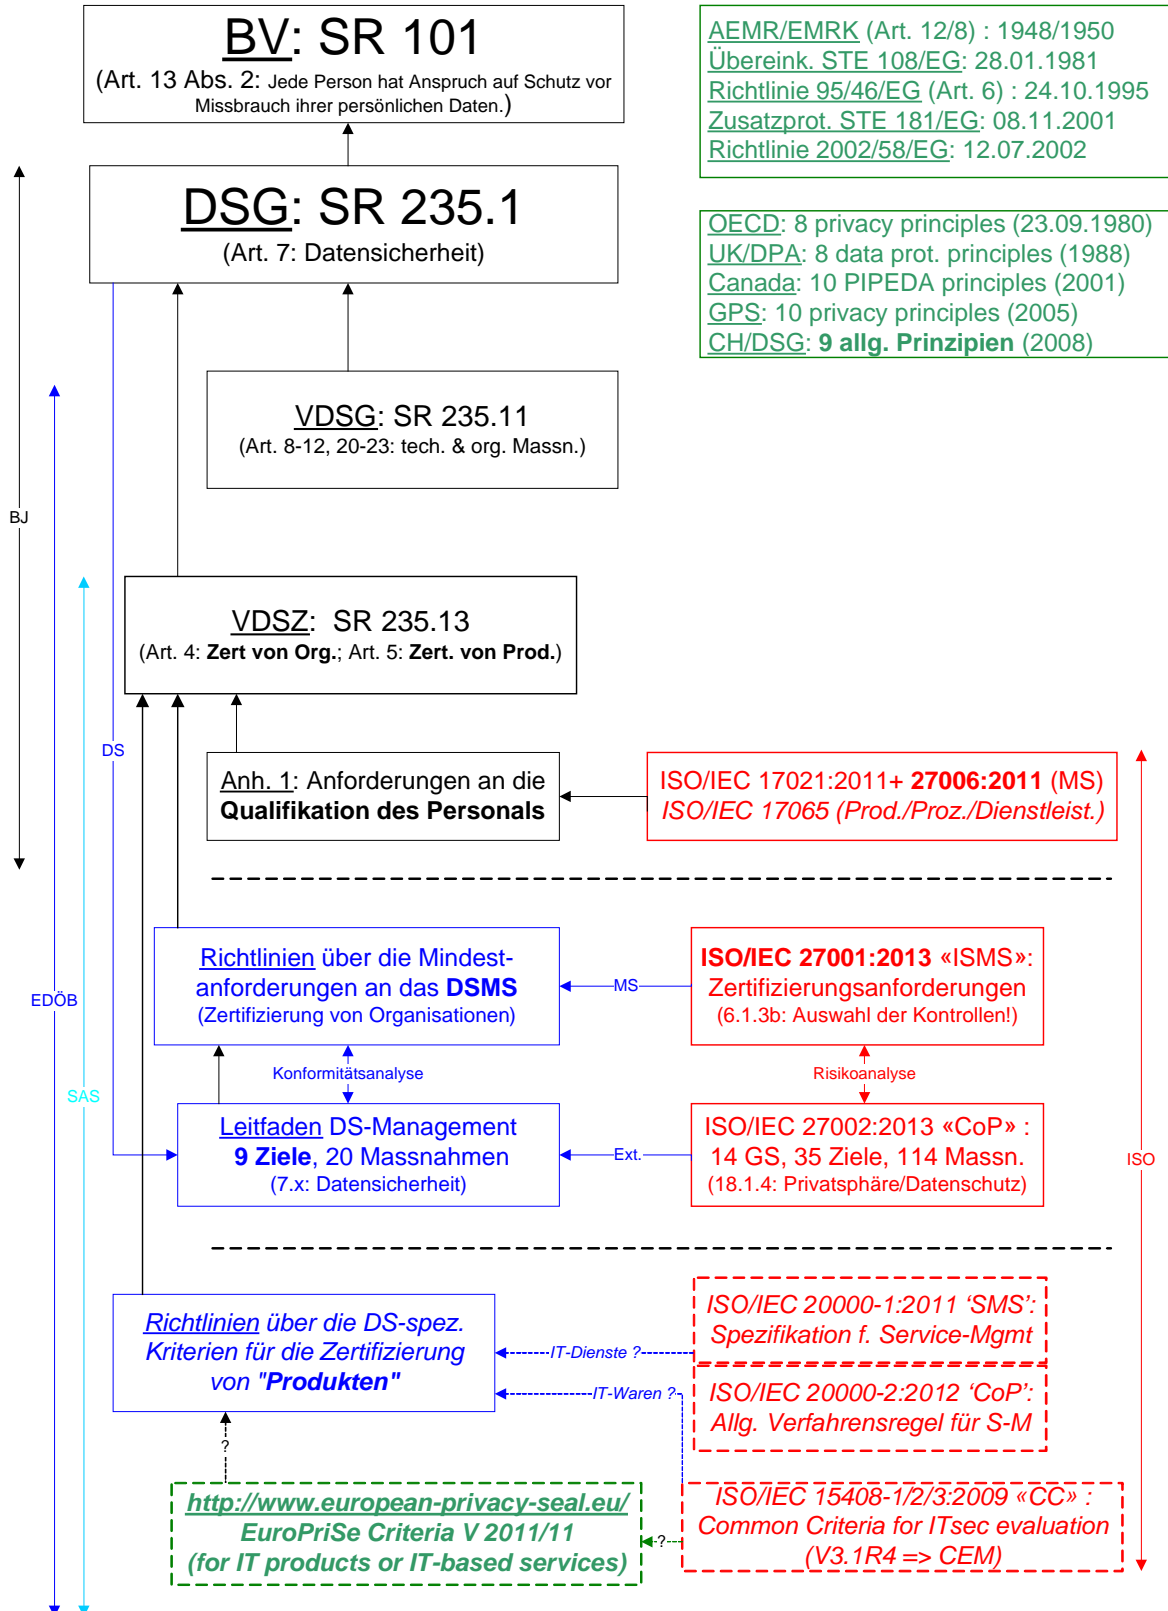 BV: SR 101
(Art. 13 Abs. 2: Jede Person hat Anspruch auf Schutz vor
Missbrauch ihrer persönlichen Daten.)
AEMR/EMRK (Art. 12/8) : 1948/1950
Übereink. STE 108/EG: 28.01.1981
Richtlinie 95/46/EG (Art. 6) : 24.10.1995
Zusatzprot. STE 181/EG: 08.11.2001
Richtlinie 2002/58/EG: 12.07.2002
DSG: SR 235.1
(Art. 7: Datensicherheit)
OECD: 8 privacy principles (23.09.1980)
UK/DPA: 8 data prot. principles (1988)
Canada: 10 PIPEDA principles (2001)
GPS: 10 privacy principles (2005)
CH/DSG: 9 allg. Prinzipien (2008)
VDSG: SR 235.11
(Art. 8-12, 20-23: tech. & org. Massn.)
BJ
VDSZ:  SR 235.13
(Art. 4: Zert von Org.; Art. 5: Zert. von Prod.)
DS
Anh. 1: Anforderungen an die
Qualifikation des Personals
ISO/IEC 17021:2011+ 27006:2011 (MS)
ISO/IEC 17065 (Prod./Proz./Dienstleist.)
Richtlinien über die Mindest-
anforderungen an das DSMS
(Zertifizierung von Organisationen)
MS
ISO/IEC 27001:2013 «ISMS»:
Zertifizierungsanforderungen
(6.1.3b: Auswahl der Kontrollen!)
EDÖB
Konformitätsanalyse
Risikoanalyse
SAS
Leitfaden DS-Management
9 Ziele, 20 Massnahmen
(7.x: Datensicherheit)
Ext.
ISO/IEC 27002:2013 «CoP» :
14 GS, 35 Ziele, 114 Massn.
(18.1.4: Privatsphäre/Datenschutz)
ISO
Richtlinien über die DS-spez.
Kriterien für die Zertifizierung
von "Produkten"
IT-Dienste ?
IT-Waren ?
ISO/IEC 20000-1:2011 ‘SMS’:
Spezifikation f. Service-Mgmt
ISO/IEC 20000-2:2012 ‘CoP’:
Allg. Verfahrensregel für S-M
?
http://www.european-privacy-seal.eu/
EuroPriSe Criteria V 2011/11
(for IT products or IT-based services)
?
ISO/IEC 15408-1/2/3:2009 «CC» :
Common Criteria for ITsec evaluation
(V3.1R4 => CEM)